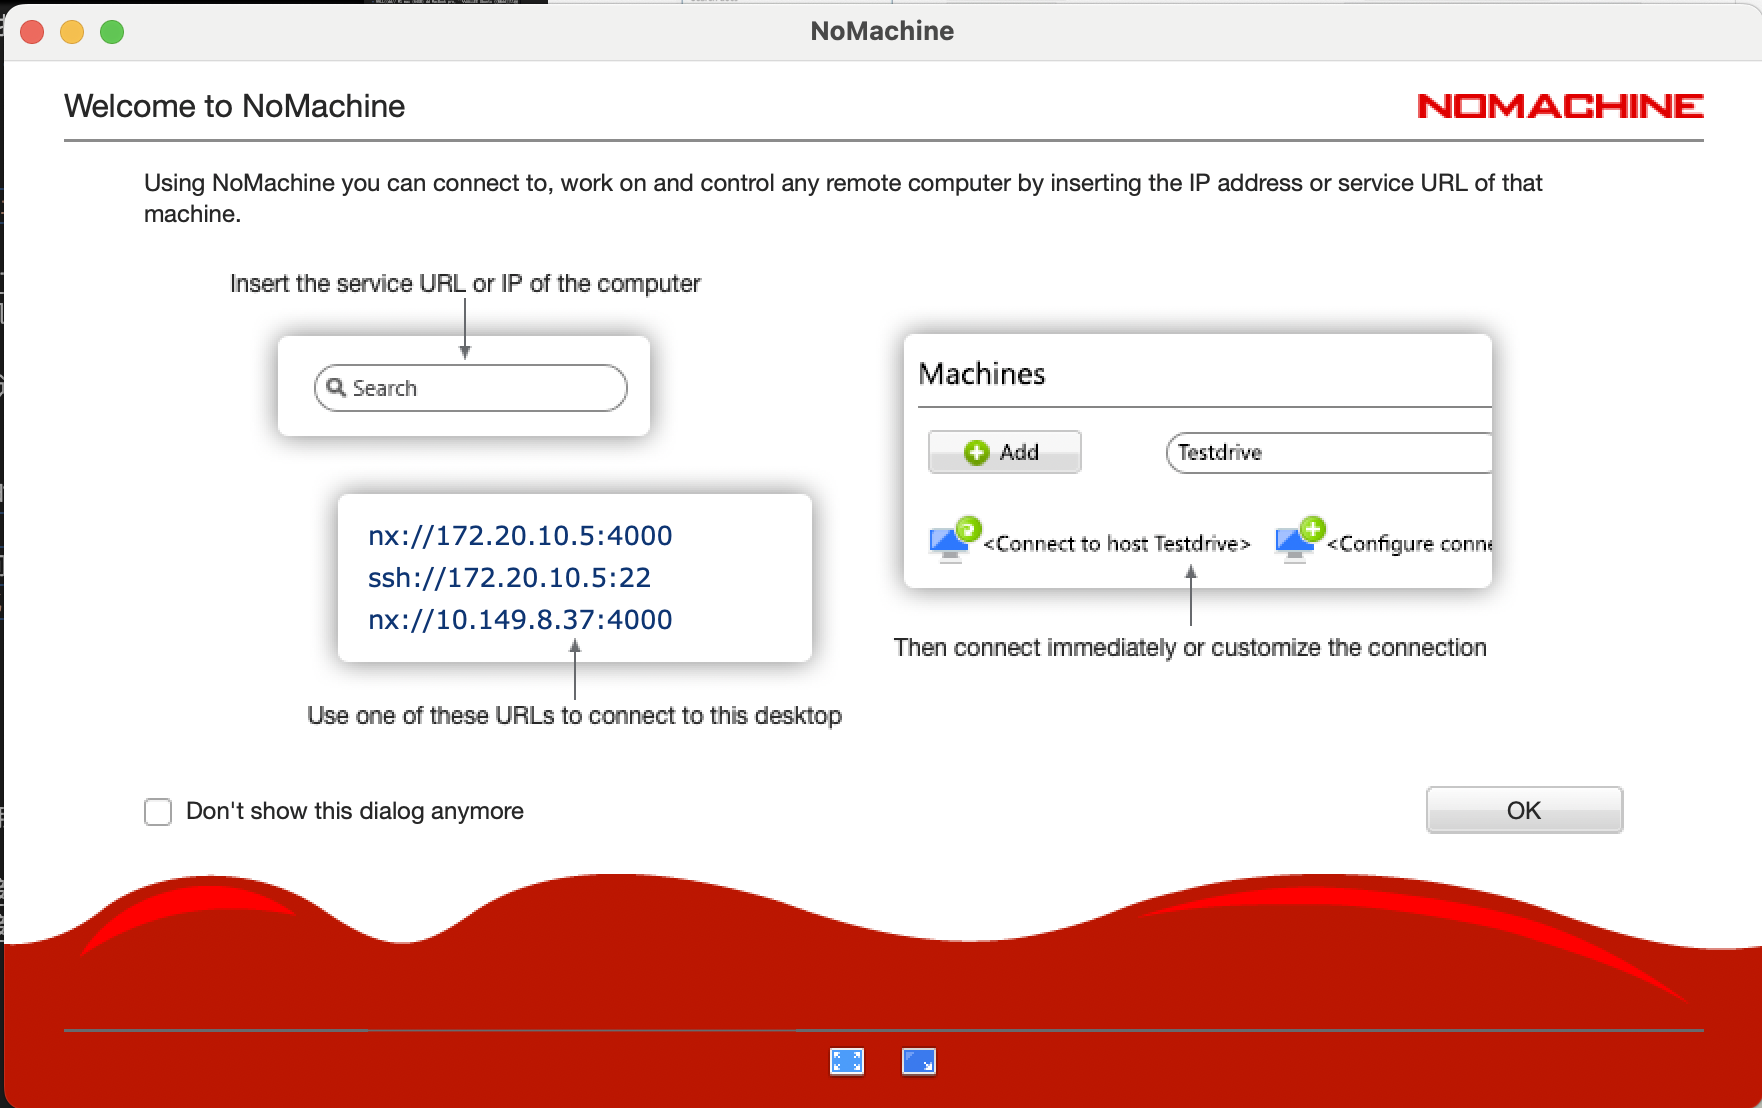 NoMachine
Welcome to NoMachine
NOMACHINE
Using NoMachine you can connect to, work on and control any remote computer by inserting the IP address or service URL of that
machine.
Insert the service URL or IP of the computer
Search
nx://172.20.10.5:4000
ssh://172.20.10.5:22
nx://10.149.8.37:4000
Use one of these URLs to connect to this desktop
Machines
Add
Testdrive
<Connect to host Testdrive>
<Configure conne
Then connect immediately or customize the connection
Don't show this dialog anymore
OK